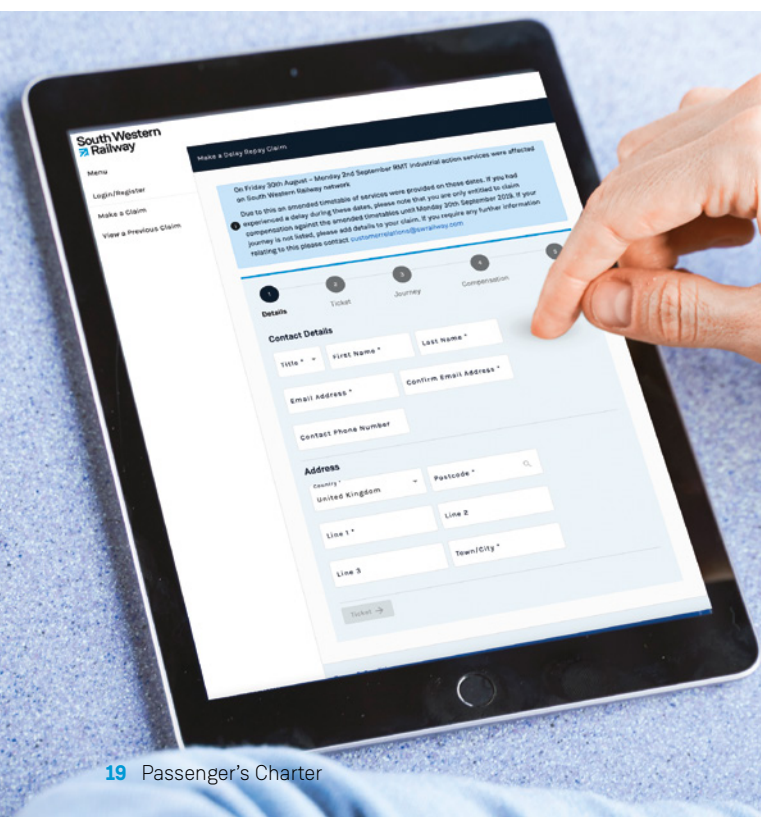 South Western
Railway
Menu
Login/Register
Make a Claim
View a Previous Claim
Make a Delay Repay Claim
On Friday 30th August - Monday 2nd September RMT industrial action services were affected
on South Western Railway network
Due to this an amended timetable of services were provided on these dates. If you had
experienced a delay during these dates, please note that you are only entitled to claim
compensation against the amended timetables until Monday 30th September 2019. If your
journey is not listed, please add details to your claim. If you require any further information
relating to this please contact customerrelations@swrailway.com
1 2 3 4 5
Details Ticket Journey Compensation
Contact Details
Title * First Name * Last Name *
Email Address * Confirm Email Address *
Contact Phone Number
Address
Country *
United Kingdom Postcode *
Line 1 * Line 2
Line 3 Town/City *
Ticket →
19 Passenger's Charter